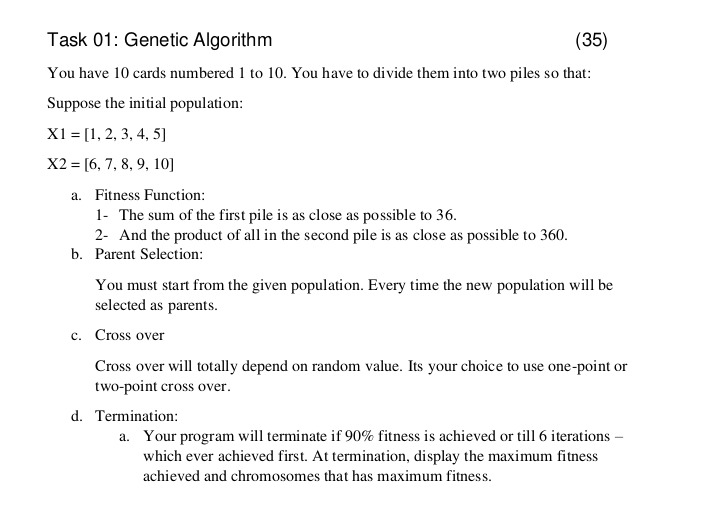 Task 01: Genetic Algorithm (35)
You have 10 cards numbered 1 to 10. You have to divide them into two piles so that:
Suppose the initial population:
X1 = [1, 2, 3, 4, 5]
X2 = [6, 7, 8, 9, 10]
a. Fitness Function:
1- The sum of the first pile is as close as possible to 36.
2- And the product of all in the second pile is as close as possible to 360.
b. Parent Selection:
You must start from the given population. Every time the new population will be
selected as parents.
c. Cross over
Cross over will totally depend on random value. Its your choice to use one-point or
two-point cross over.
d. Termination:
a. Your program will terminate if 90% fitness is achieved or till 6 iterations –
which ever achieved first. At termination, display the maximum fitness
achieved and chromosomes that has maximum fitness.